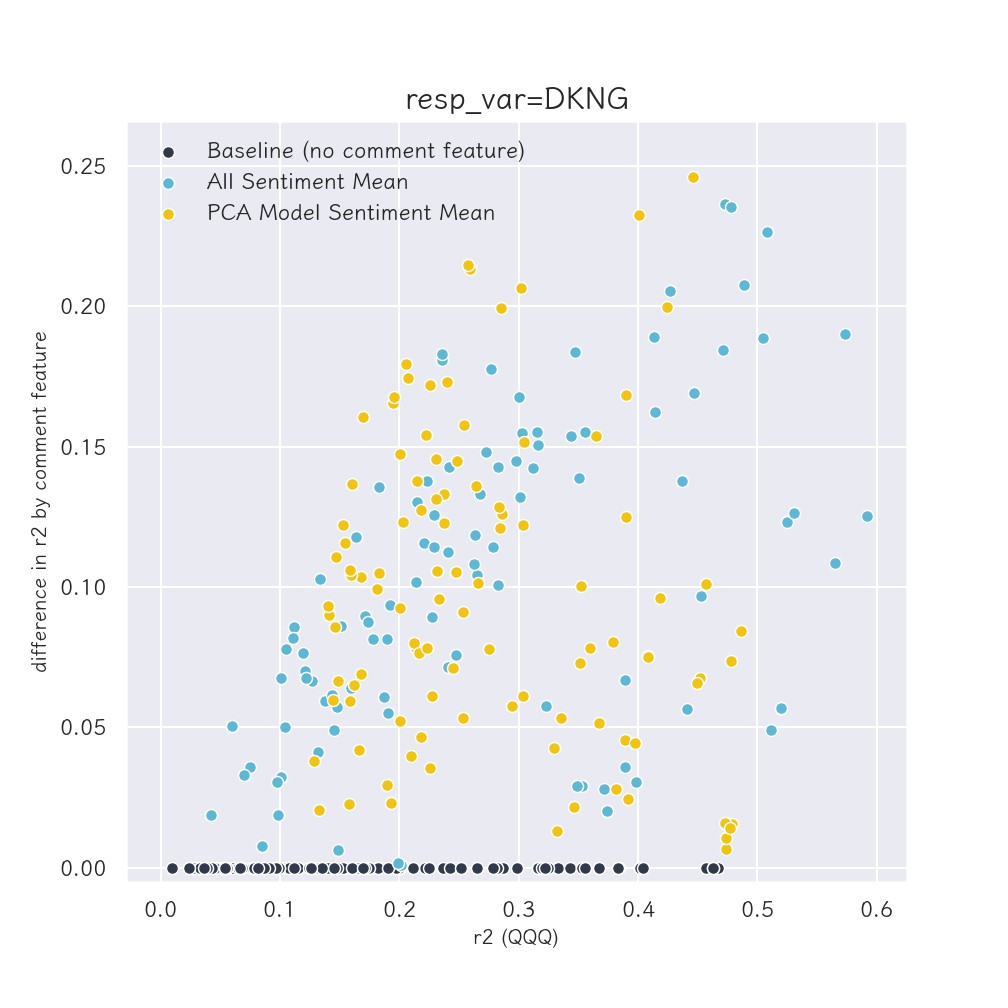 resp_var=DKNG
Baseline (no comment feature)
All Sentiment Mean
PCA Model Sentiment Mean
difference in r2 by comment feature
0.25
0.20
0.15
0.10
0.05
0.00
0.0 0.1 0.2 0.3 0.4 0.5 0.6
r2 (QQQ)